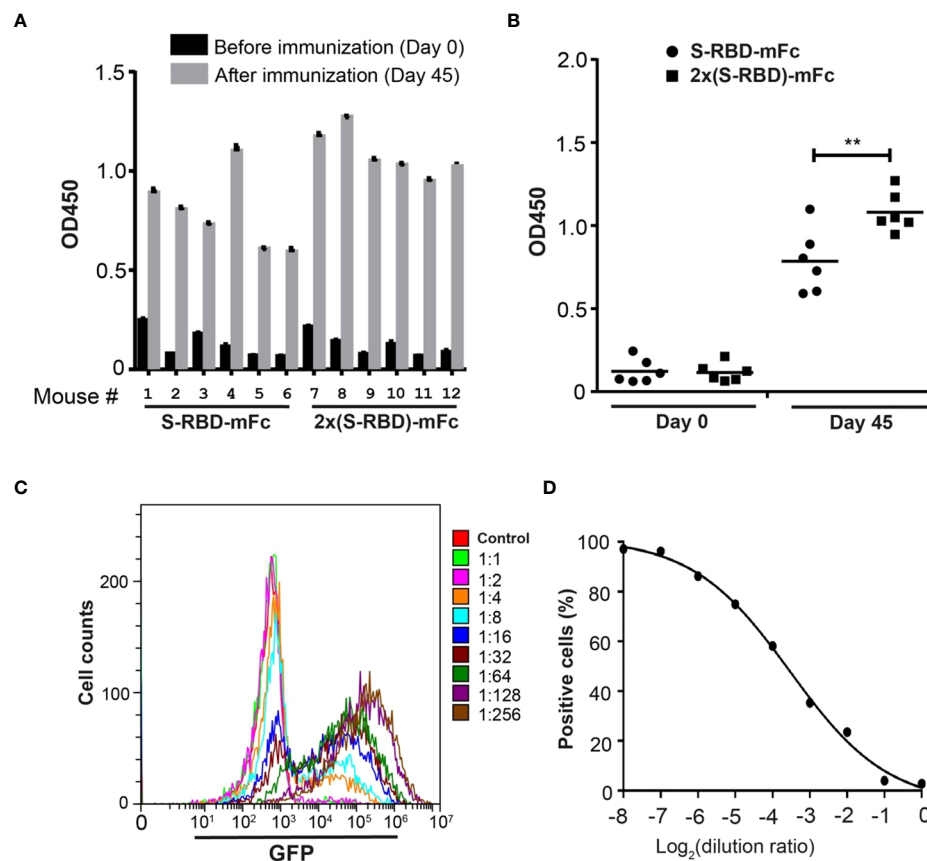 A
Before immunization (Day 0)
After immunization (Day 45)
1.5
1.0
0.5
0
OD450
Mouse #
1 2 3 4 5 6 7 8 9 10 11 12
S-RBD-mFc
2x(S-RBD)-mFc
B
S-RBD-mFc
2x(S-RBD)-mFc
2.0
1.5
1.0
0.5
0
OD450
**
Day 0
Day 45
C
200
100
0
Cell counts
0 10¹ 10² 10³ 10⁴ 10⁵ 10⁶ 10⁷
GFP
Control
1:1
1:2
1:4
1:8
1:16
1:32
1:64
1:128
1:256
D
100
80
60
40
20
0
Positive cells (%)
-8 -7 -6 -5 -4 -3 -2 -1 0
Log₂(dilution ratio)